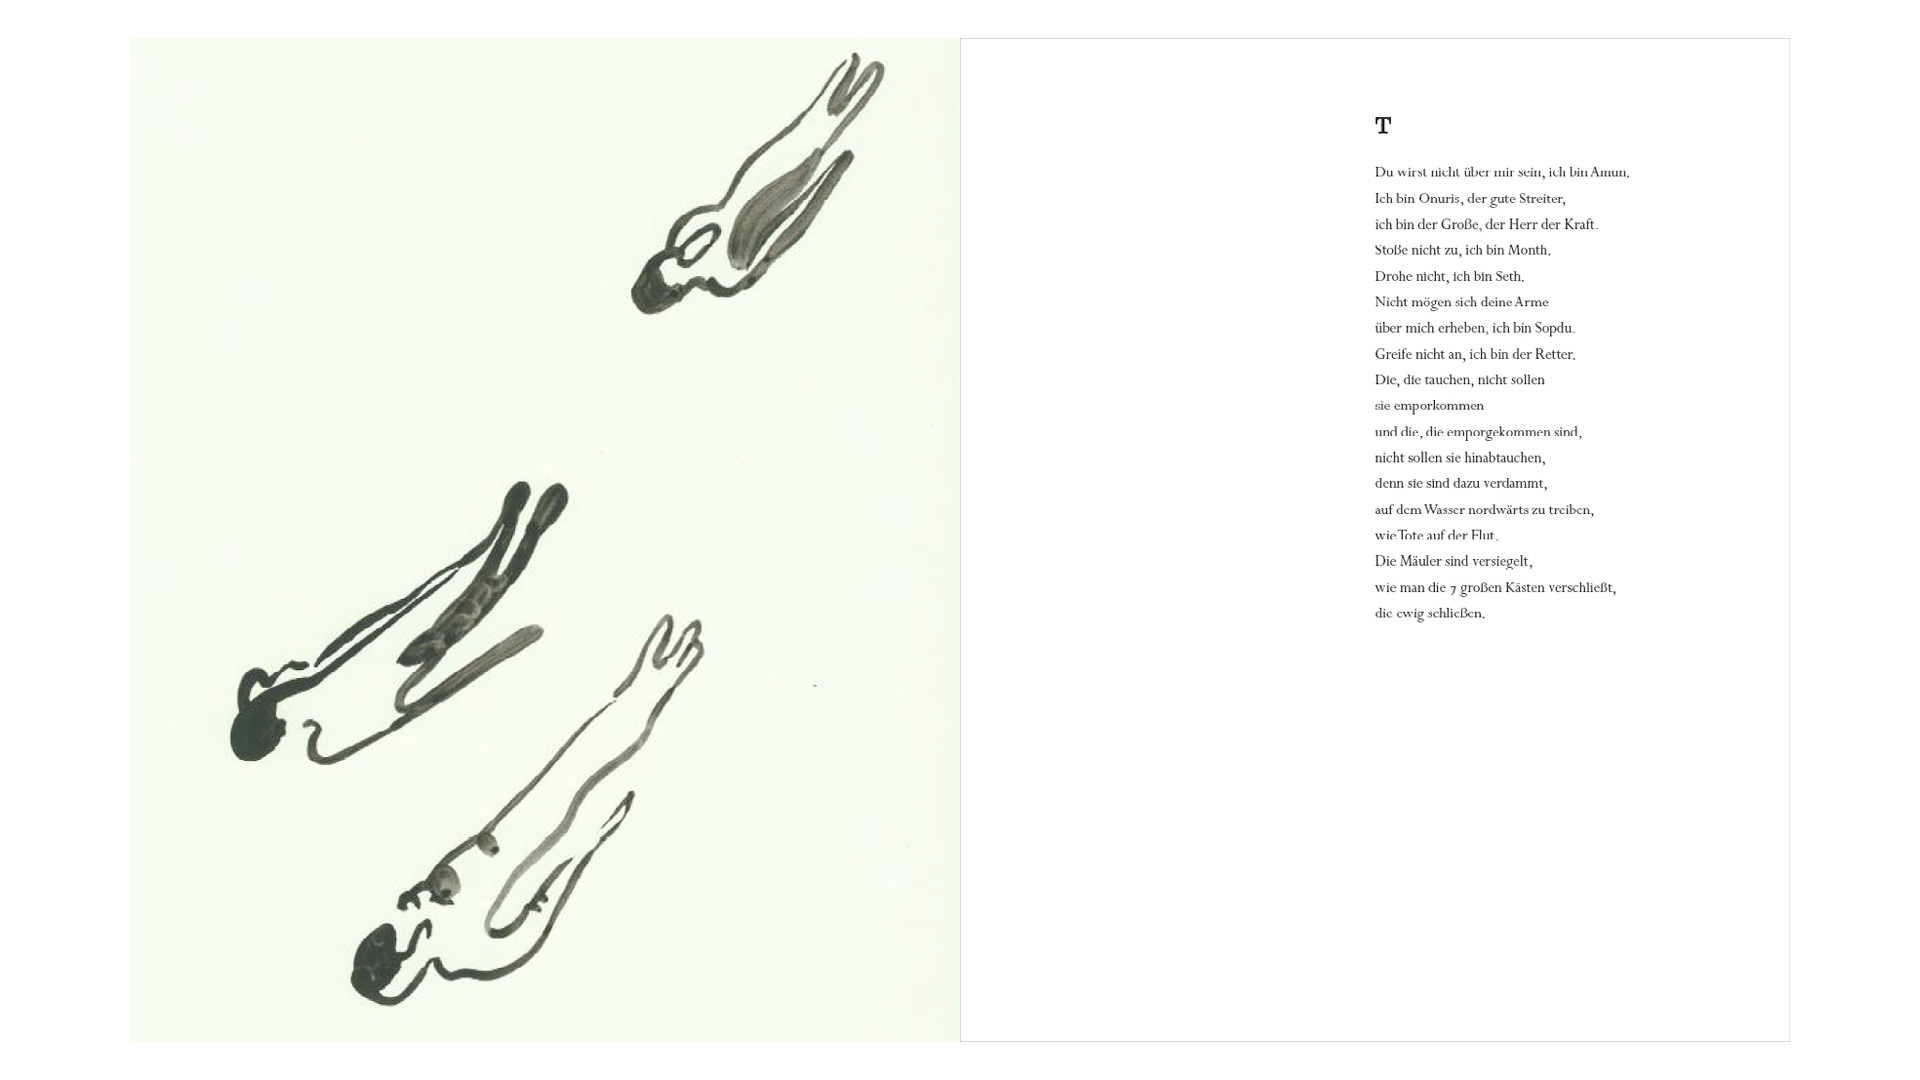 T
Du wirst nicht über mir sein, ich bin Amun.
Ich bin Onuris, der gute Streiter,
ich bin der Große, der Herr der Kraft.
Stoße nicht zu, ich bin Month.
Drohe nicht, ich bin Seth.
Nicht mögen sich deine Arme
über mich erheben, ich bin Sopdu.
Greife nicht an, ich bin der Retter.
Die, die tauchen, nicht sollen
sie emporkommen
und die, die emporgekommen sind,
nicht sollen sie hinabtauchen,
denn sie sind dazu verdammt,
auf dem Wasser nordwärts zu treiben,
wie Tote auf der Flut.
Die Mäuler sind versiegelt,
wie man die 7 großen Kästen verschließt,
die ewig schließen.